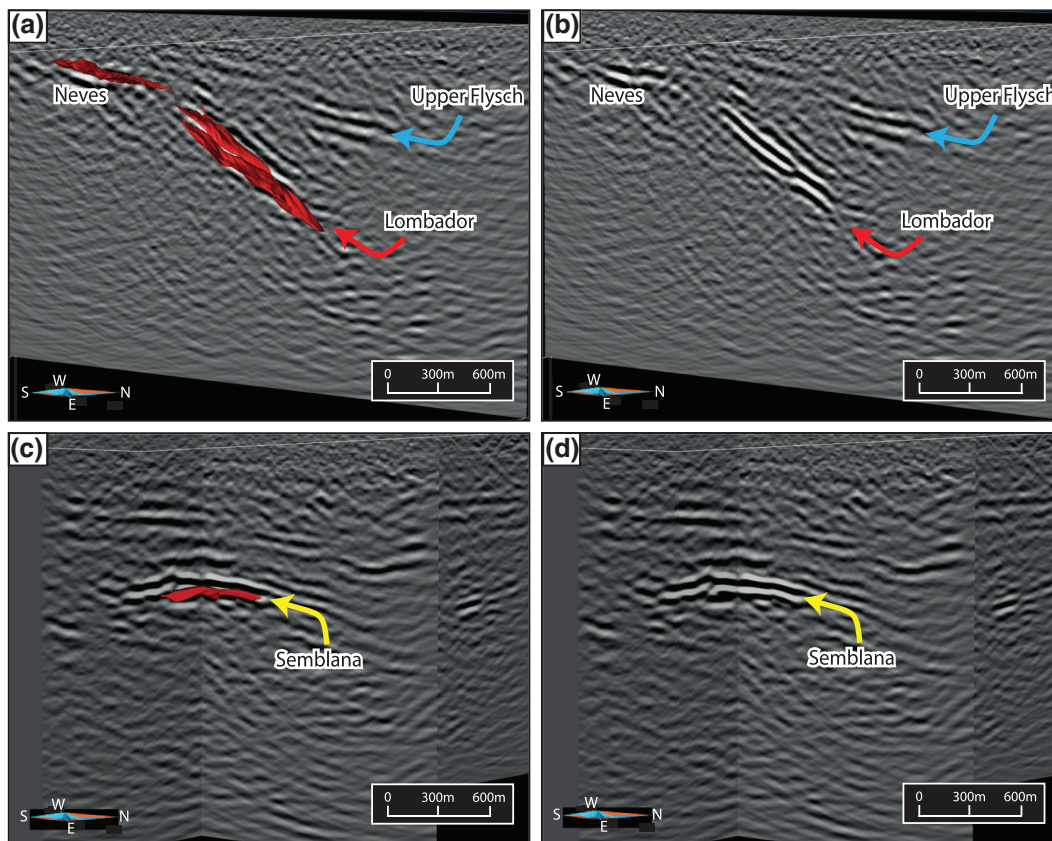 (a)
Neves
Upper Flysch
Lombador
W
S N
E
0 300m 600m
(b)
Neves
Upper Flysch
Lombador
W
S N
E
0 300m 600m
(c)
Semblana
W
S N
E
0 300m 600m
(d)
Semblana
W
S N
E
0 300m 600m